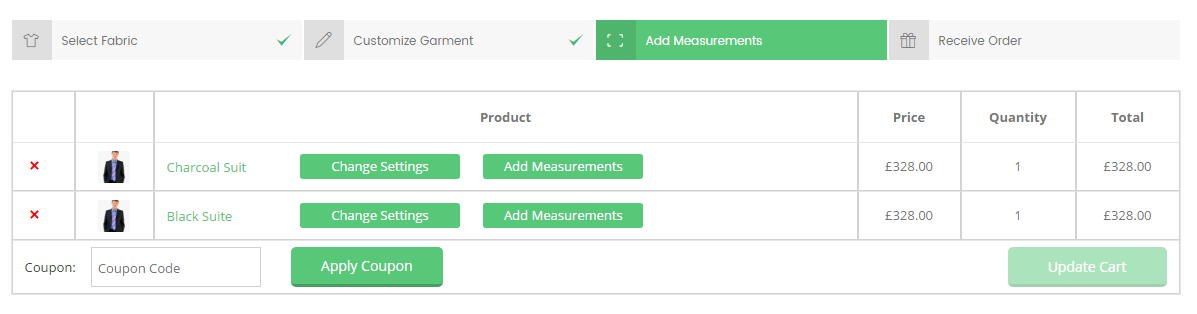 Select Fabric
Customize Garment
Add Measurements
Receive Order
Product Price Quantity Total
Charcoal Suit Change Settings Add Measurements £328.00 1 £328.00
Black Suite Change Settings Add Measurements £328.00 1 £328.00
Coupon: Coupon Code Apply Coupon Update Cart